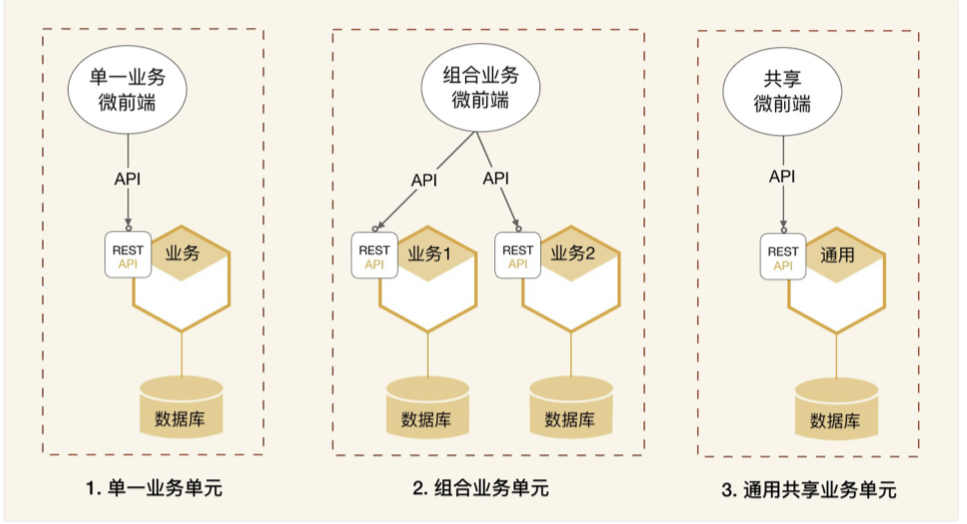 单一业务
微前端
API
REST
API
业务
数据库
1. 单一业务单元
组合业务
微前端
API
API
REST
API
业务1
REST
API
业务2
数据库
数据库
2. 组合业务单元
共享
微前端
API
REST
API
通用
数据库
3. 通用共享业务单元